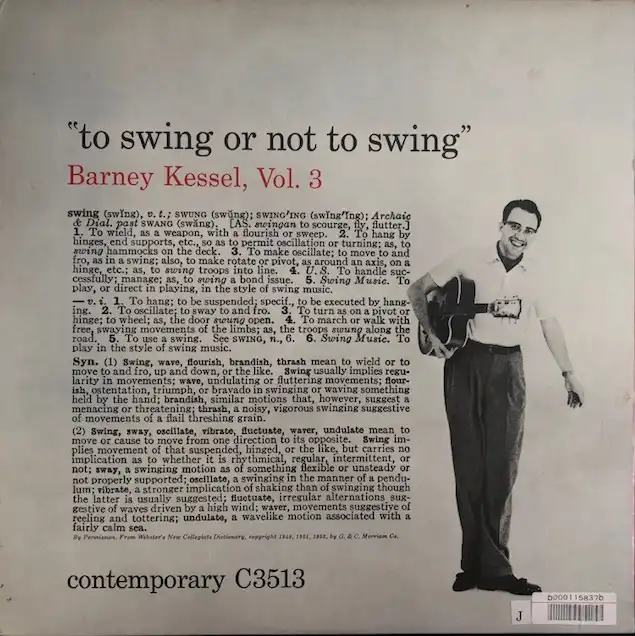 "to swing or not to swing"
Barney Kessel, Vol. 3
swing (swĭng), v. t.; SWUNG (swŭng); SWING'ING (swĭng'ĭng); Archaic
& Dial. past SWANG (swăng). [AS. swingan to scourge, fly, flutter.]
1. To wield, as a weapon, with a flourish or sweep. 2. To hang by
hinges, end supports, etc., so as to permit oscillation or turning; as, to
swing hammocks on the deck. 3. To make oscillate; to move to and
fro, as in a swing; also, to make rotate or pivot, as around an axis, on a
hinge, etc.; as, to swing troops into line. 4. U. S. To handle suc-
cessfully; manage; as, to swing a bond issue. 5. Swing Music. To
play, or direct in playing, in the style of swing music.
— v. i. 1. To hang; to be suspended; specif., to be executed by hang-
ing. 2. To oscillate; to sway to and fro. 3. To turn as on a pivot or
hinge; to wheel; as, the door swung open. 4. To march or walk with
free, swaying movements of the limbs; as, the troops swung along the
road. 5. To use a swing. See SWING, n., 6. 6. Swing Music. To
play in the style of swing music.
Syn. (1) Swing, wave, flourish, brandish, thrash mean to wield or to
move to and fro, up and down, or the like. Swing usually implies regu-
larity in movements; wave, undulating or fluttering movements; flour-
ish, ostentation, triumph, or bravado in swinging or waving something
held by the hand; brandish, similar motions that, however, suggest a
menacing or threatening; thrash, a noisy, vigorous swinging suggestive
of movements of a flail threshing grain.
(2) Swing, sway, oscillate, vibrate, fluctuate, waver, undulate mean to
move or cause to move from one direction to its opposite. Swing im-
plies movement of that suspended, hinged, or the like, but carries no
implication as to whether it is rhythmical, regular, intermittent, or
not; sway, a swinging motion as of something flexible or unsteady or
not properly supported; oscillate, a swinging in the manner of a pendu-
lum; vibrate, a stronger implication of shaking than of swinging though
the latter is usually suggested; fluctuate, irregular alternations sug-
gestive of waves driven by a high wind; waver, movements suggestive of
reeling and tottering; undulate, a wavelike motion associated with a
fairly calm sea.
By Permission. From Webster's New Collegiate Dictionary, copyright 1949, 1951, 1953, by G. & C. Merriam Co.
contemporary C3513
b000115837b
J